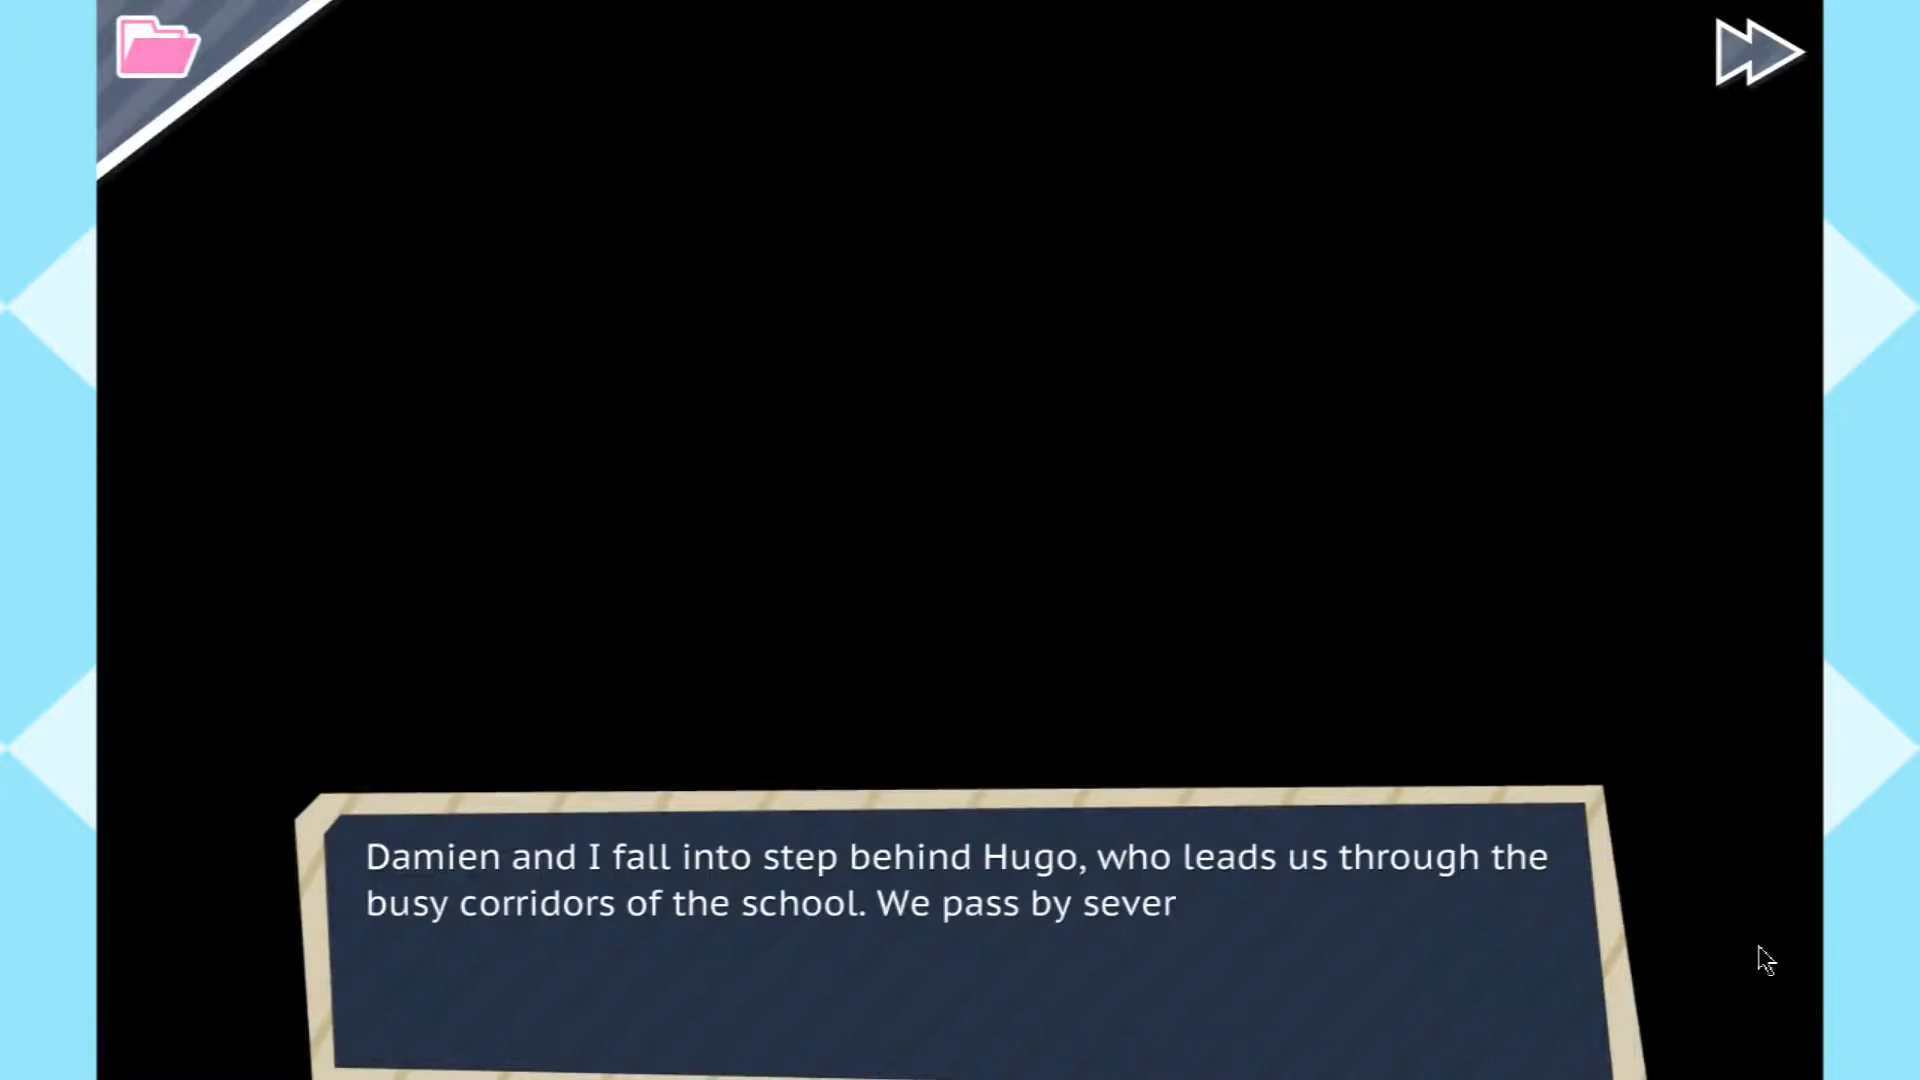 Damien and I fall into step behind Hugo, who leads us through the
busy corridors of the school. We pass by sever